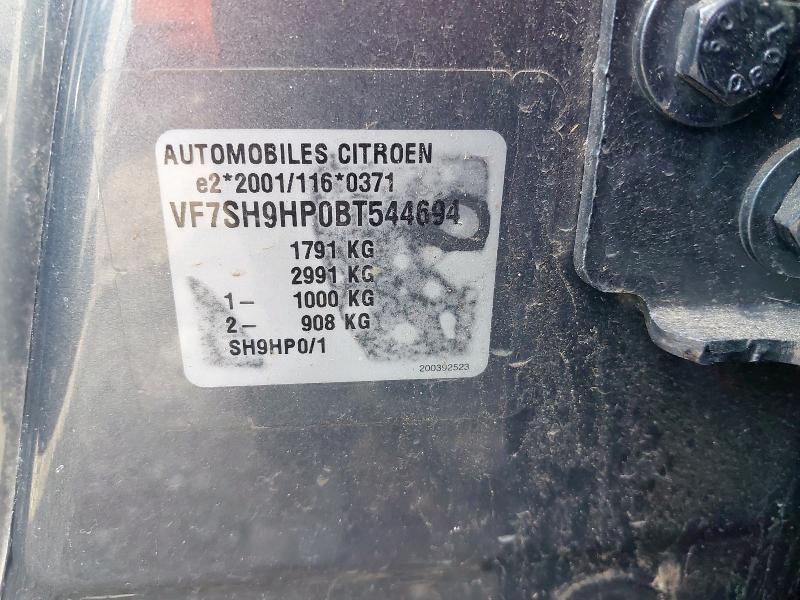 AUTOMOBILES CITROEN
e2*2001/116*0371
VF7SH9HP0BT544694
1791 KG
2991 KG
1- 1000 KG
2- 908 KG
SH9HP0/1
200392523